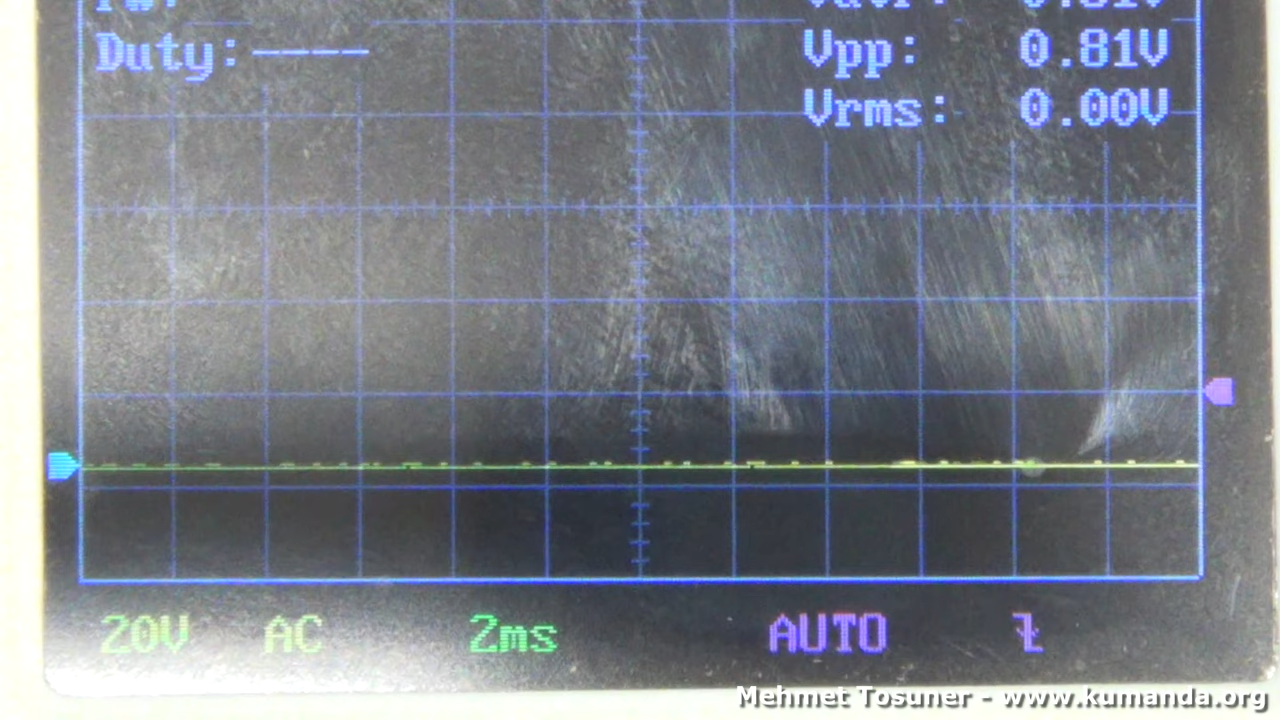 Duty:----
Vpp: 0.81V
Vrms: 0.00V
20V AC 2ms AUTO
Mehmet Tosuner - www.kumanda.org